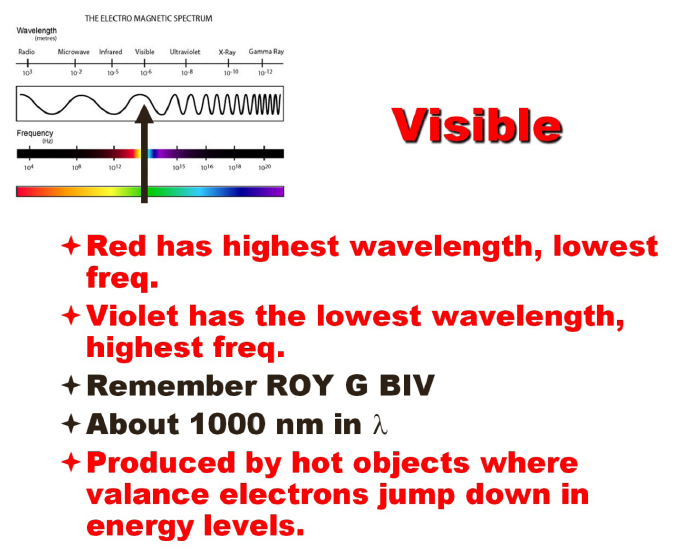 THE ELECTRO MAGNETIC SPECTRUM
Wavelength
(metres)
Radio Microwave Infrared Visible Ultraviolet X-Ray Gamma Ray
10³ 10⁻² 10⁻⁵ 10⁻⁶ 10⁻⁸ 10⁻¹⁰ 10⁻¹²
Frequency
(Hz)
10⁴ 10⁸ 10¹² 10¹⁵ 10¹⁶ 10¹⁸ 10²⁰
Visible
Red has highest wavelength, lowest
freq.
Violet has the lowest wavelength,
highest freq.
Remember ROY G BIV
About 1000 nm in λ
Produced by hot objects where
valance electrons jump down in
energy levels.